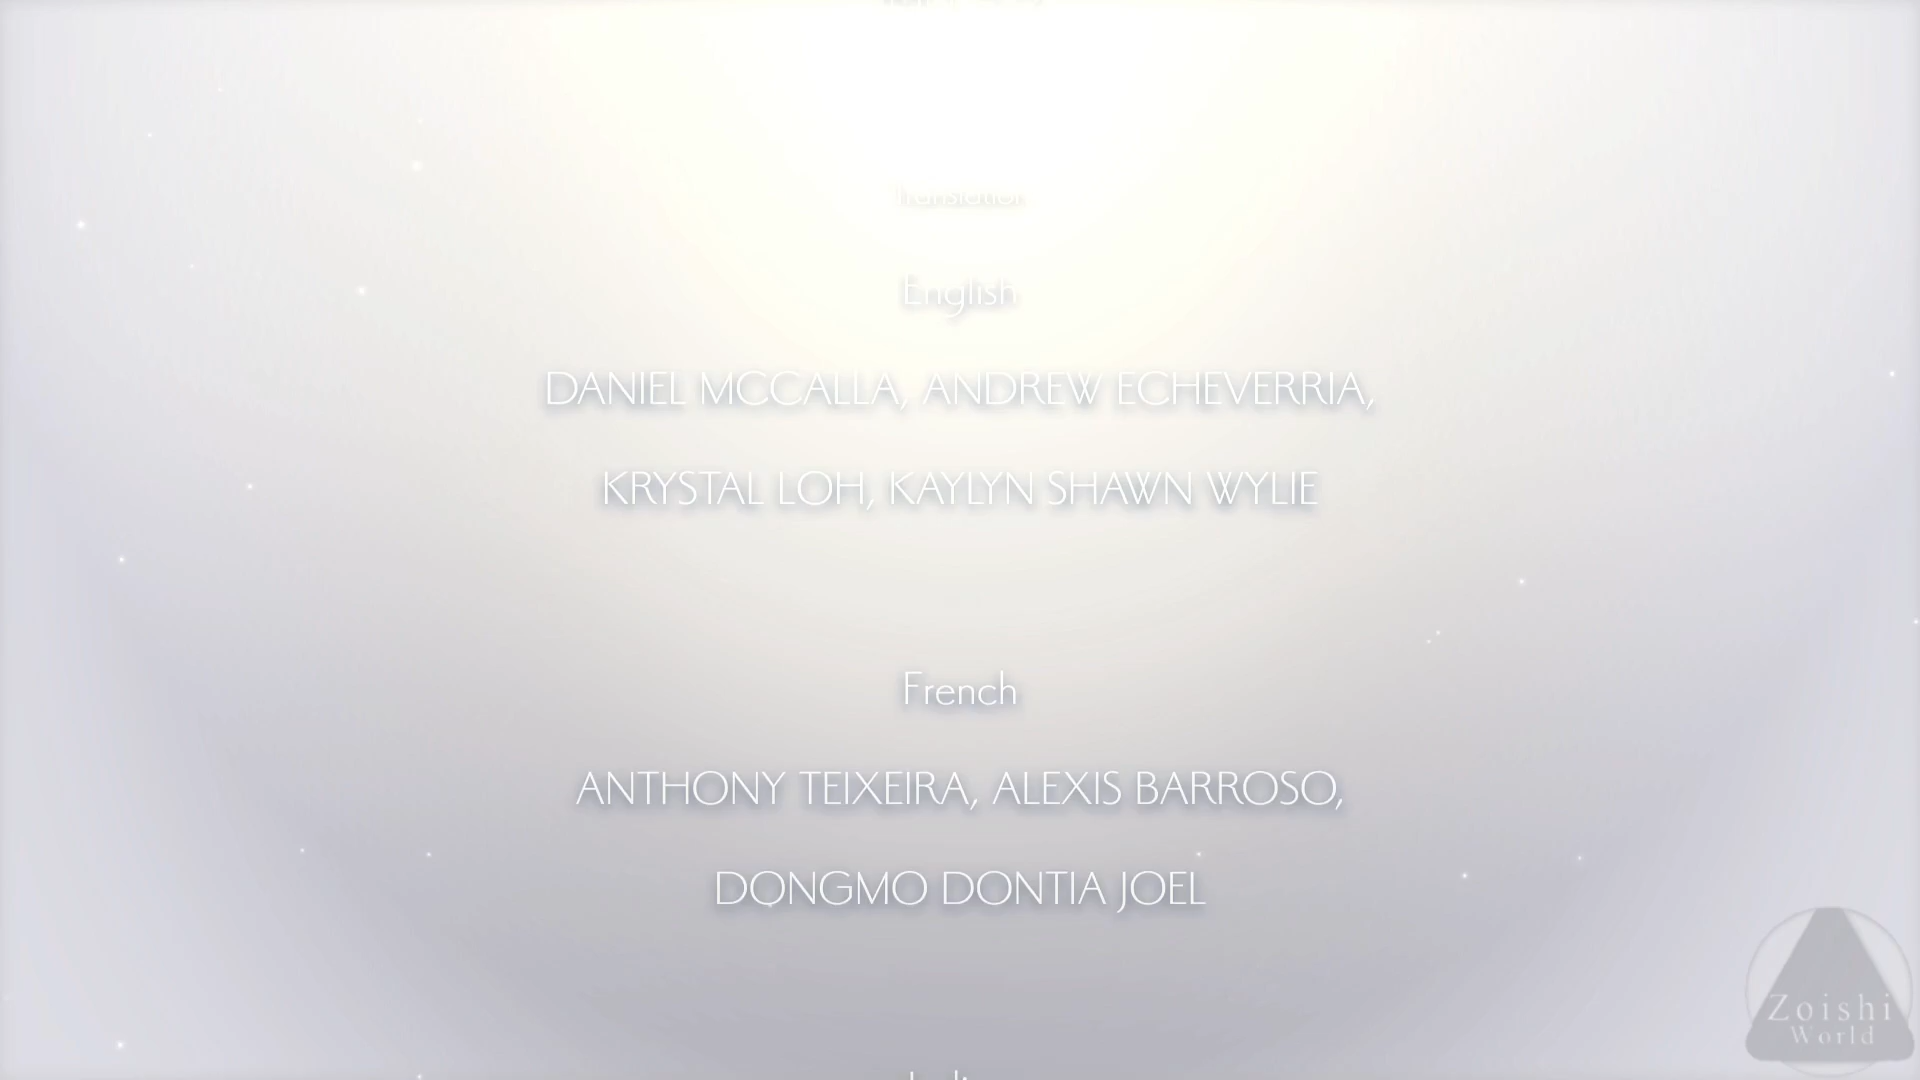 Translation
English
DANIEL MCCALLA, ANDREW ECHEVERRIA,
KRYSTAL LOH, KAYLYN SHAWN WYLIE
French
ANTHONY TEIXEIRA, ALEXIS BARROSO,
DONGMO DONTIA JOEL
Zoishi
World